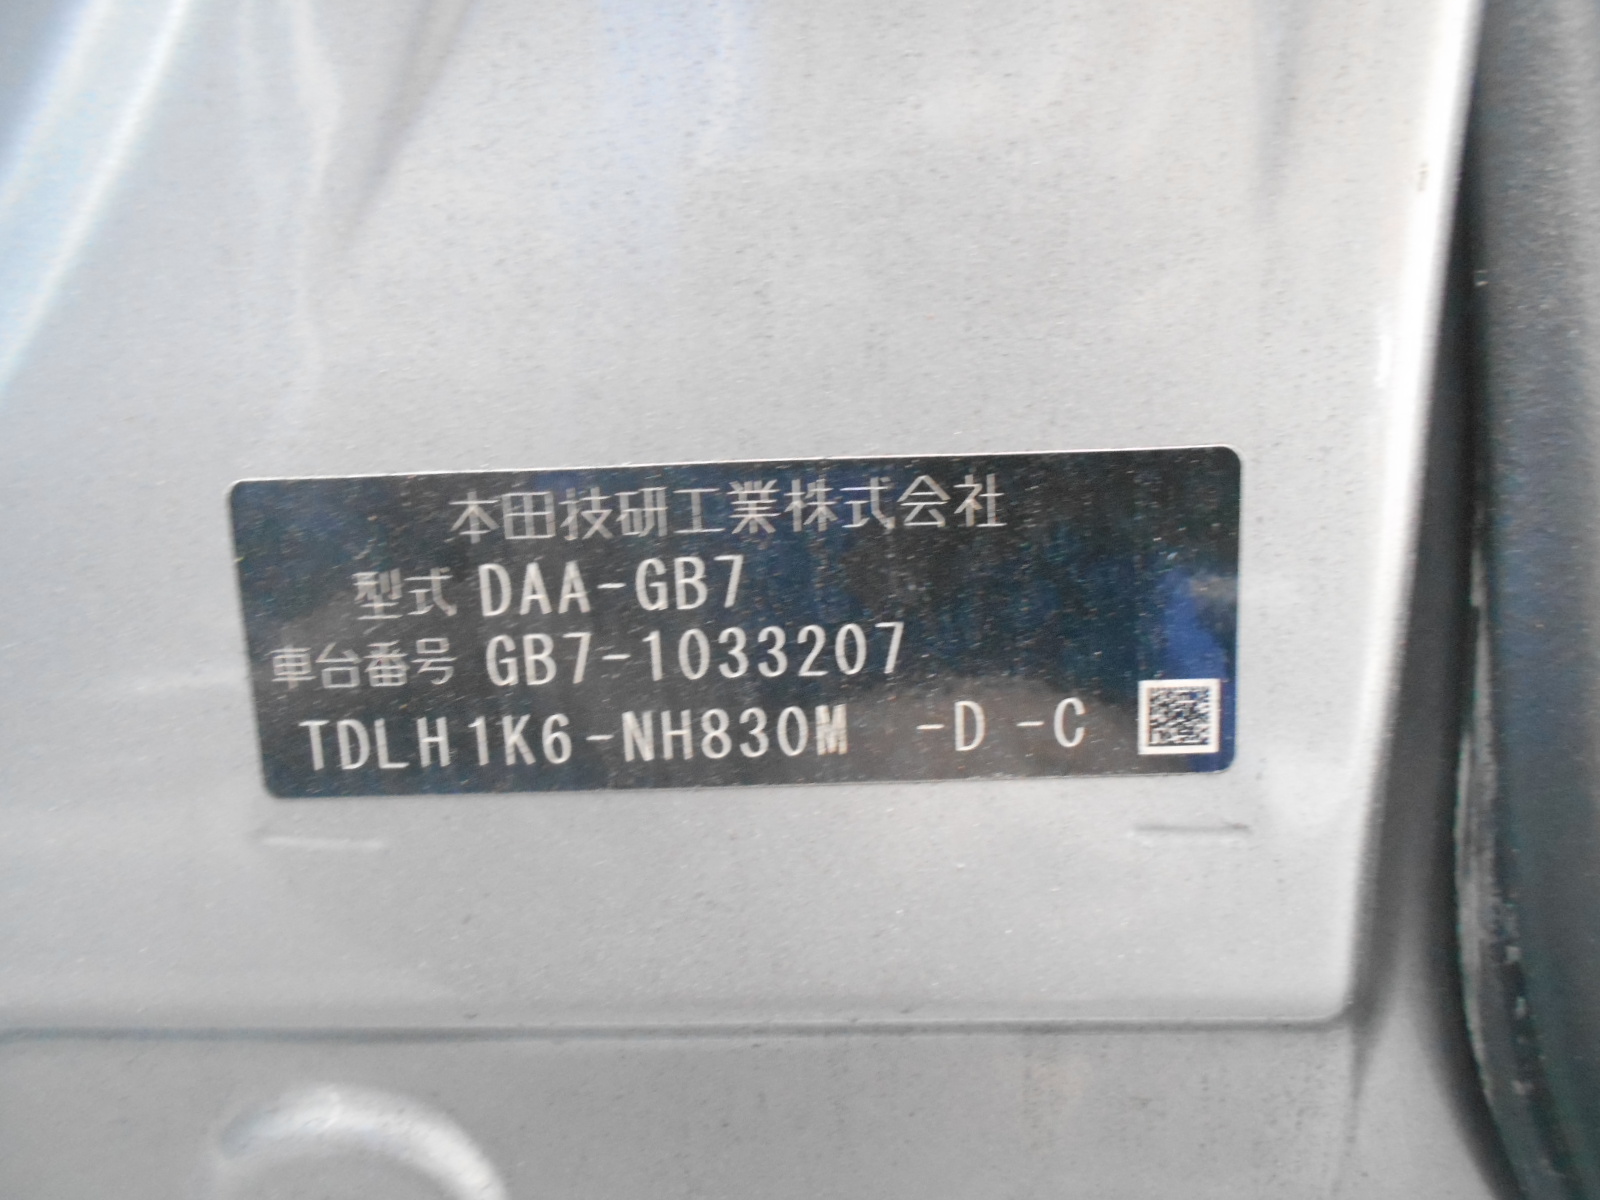 本田技研工業株式会社
型式 DAA-GB7
車台番号 GB7-1033207
TDLH1K6-NH830M -D -C